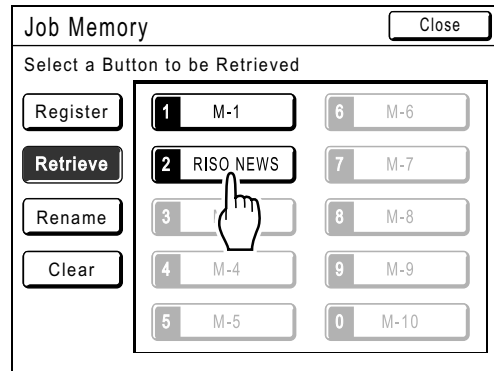 Job Memory
Close
Select a Button to be Retrieved
Register
Retrieve
Rename
Clear
1 M-1
2 RISO NEWS
3
4 M-4
5 M-5
6 M-6
7 M-7
8 M-8
9 M-9
0 M-10